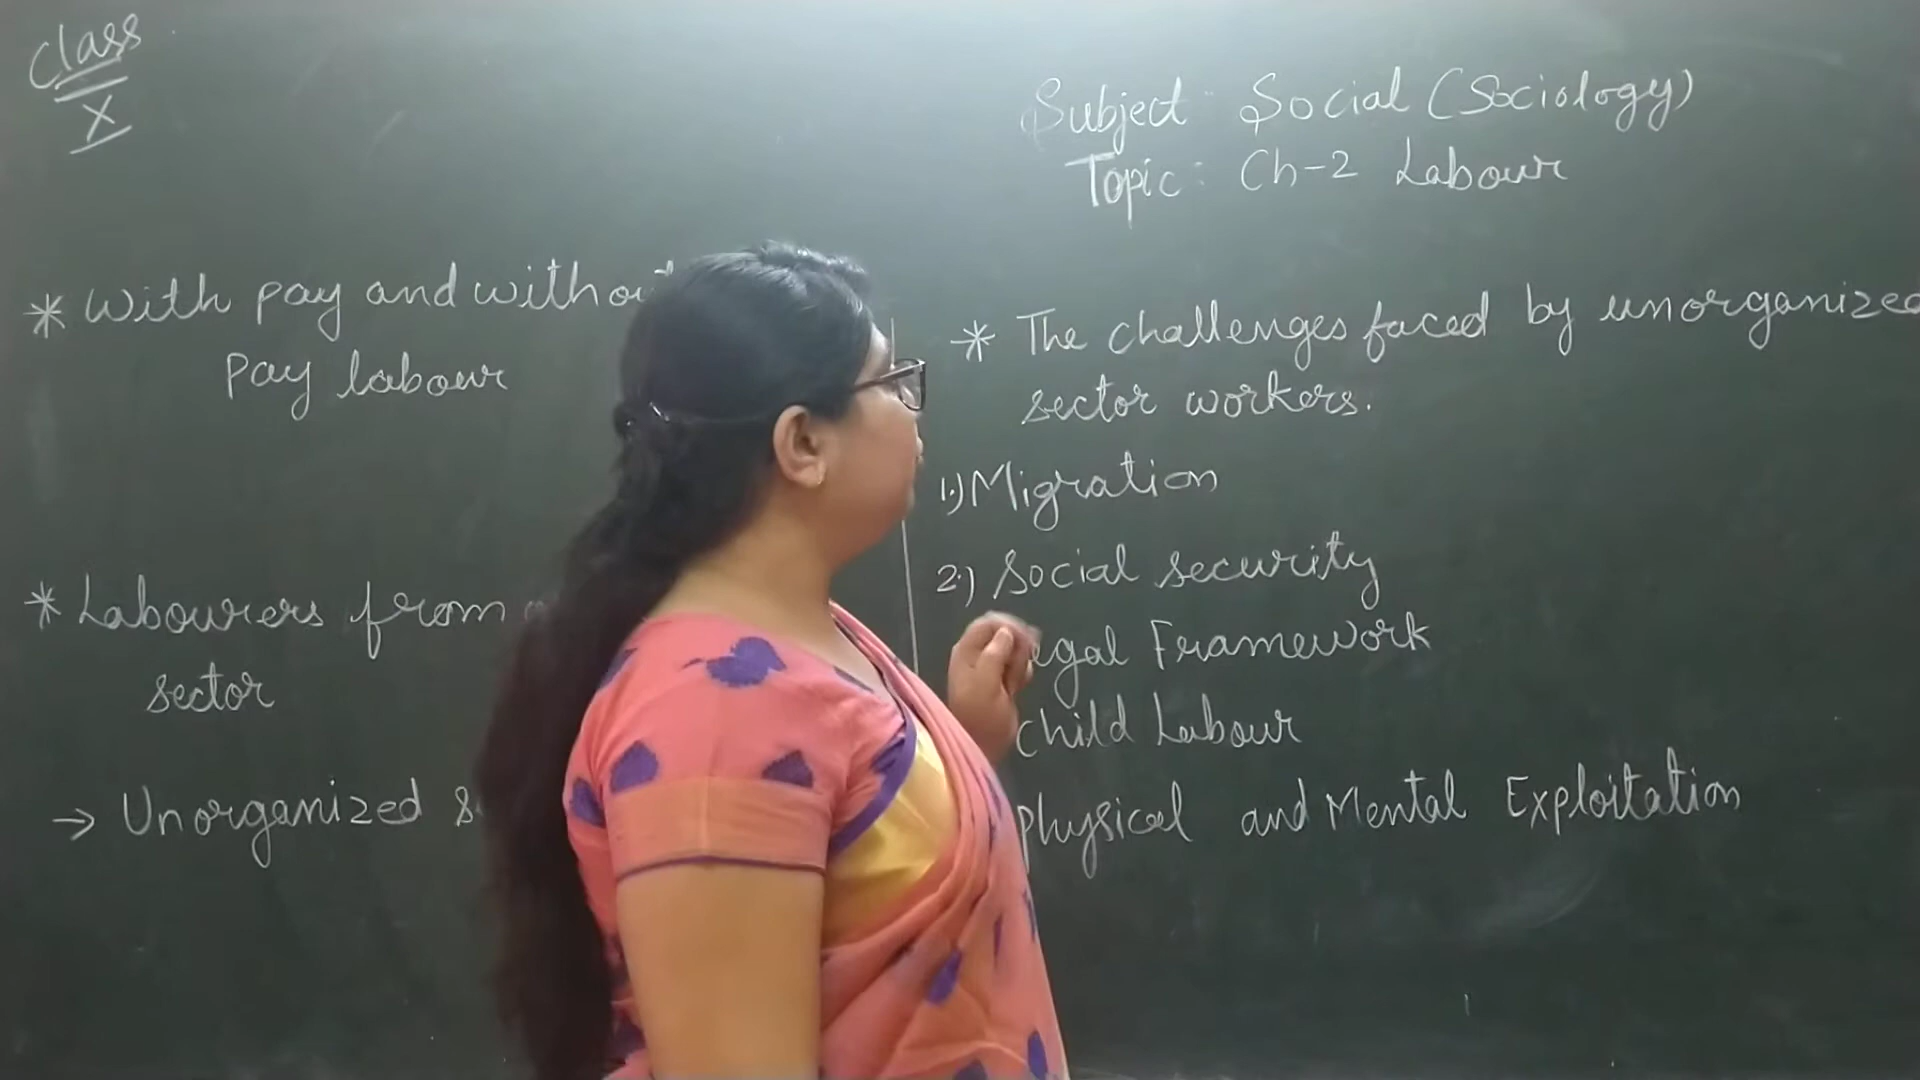 Class
X
Subject: Social (Sociology)
Topic: Ch-2 Labour
* With pay and without
pay labour
* Labourers from
sector
→ Unorganized
* The challenges faced by unorganized
sector workers.
1.) Migration
2.) Social security
egal Framework
Child Labour
Physical and Mental Exploitation